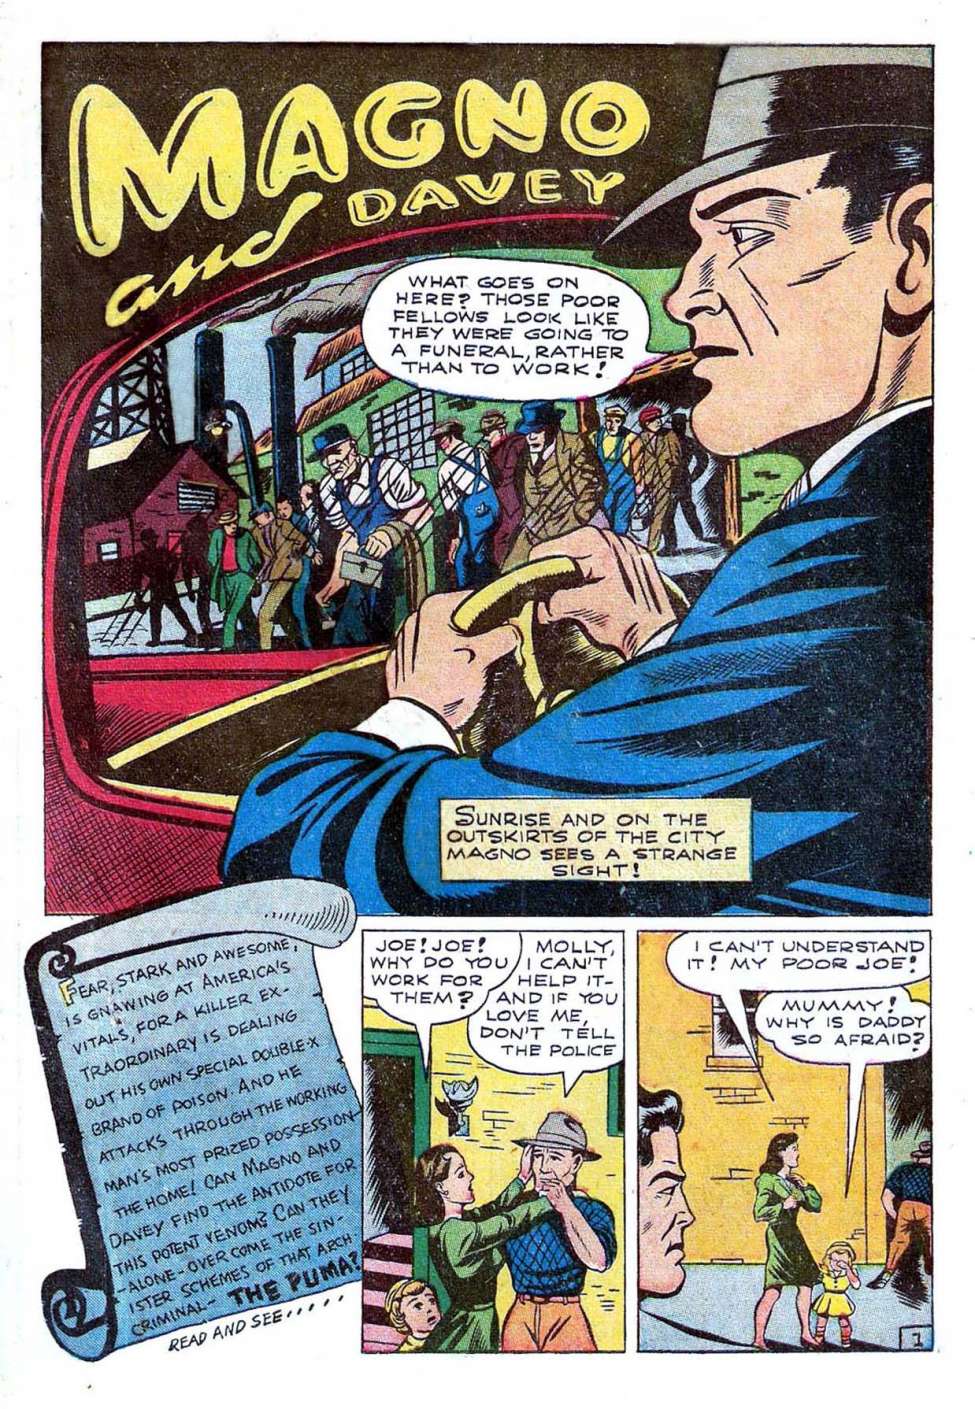 MAGNO
and DAVEY
WHAT GOES ON
HERE? THOSE POOR
FELLOWS LOOK LIKE
THEY WERE GOING TO
A FUNERAL, RATHER
THAN TO WORK!
SUNRISE AND ON THE
OUTSKIRTS OF THE CITY
MAGNO SEES A STRANGE
SIGHT!
FEAR, STARK AND AWESOME,
IS GNAWING AT AMERICA'S
VITALS, FOR A KILLER EX-
TRAORDINARY IS DEALING
OUT HIS OWN SPECIAL DOUBLE-X
BRAND OF POISON. AND HE
ATTACKS THROUGH THE WORKING
MAN'S MOST PRIZED POSSESSION
THE HOME! CAN MAGNO AND
DAVEY FIND THE ANTIDOTE FOR
THIS POTENT VENOM? CAN THEY
-ALONE- OVERCOME THE SIN-
ISTER SCHEMES OF THAT ARCH
CRIMINAL- THE PUMA?
READ AND SEE.....
JOE! JOE!
WHY DO YOU
WORK FOR
THEM?
MOLLY,
I CAN'T
HELP IT-
AND IF YOU
LOVE ME,
DON'T TELL
THE POLICE
I CAN'T UNDERSTAND
IT! MY POOR JOE!
MUMMY!
WHY IS DADDY
SO AFRAID?
1